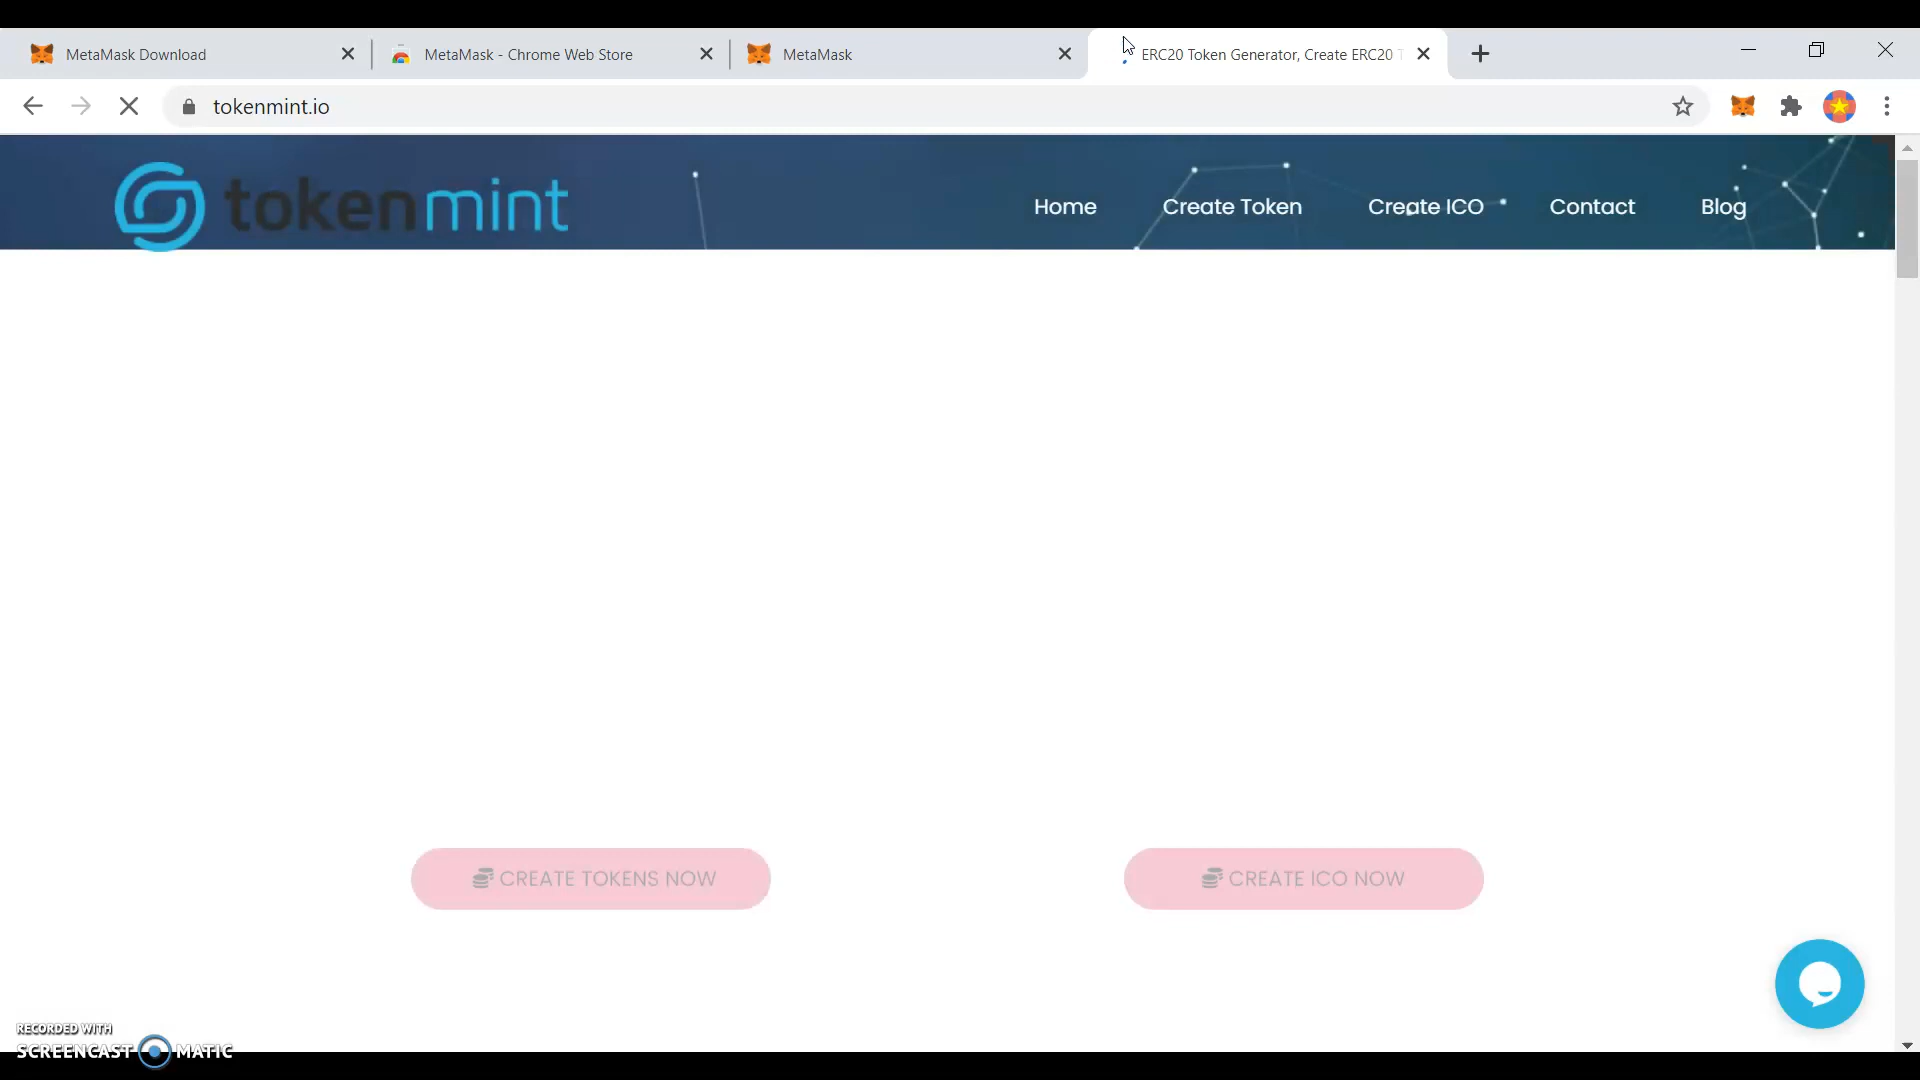 MetaMask Download
MetaMask - Chrome Web Store
MetaMask
ERC20 Token Generator, Create ERC20
tokenmint.io
tokenmint
Home
Create Token
Create ICO
Contact
Blog
CREATE TOKENS NOW
CREATE ICO NOW
RECORDED WITH
SCREENCAST MATIC